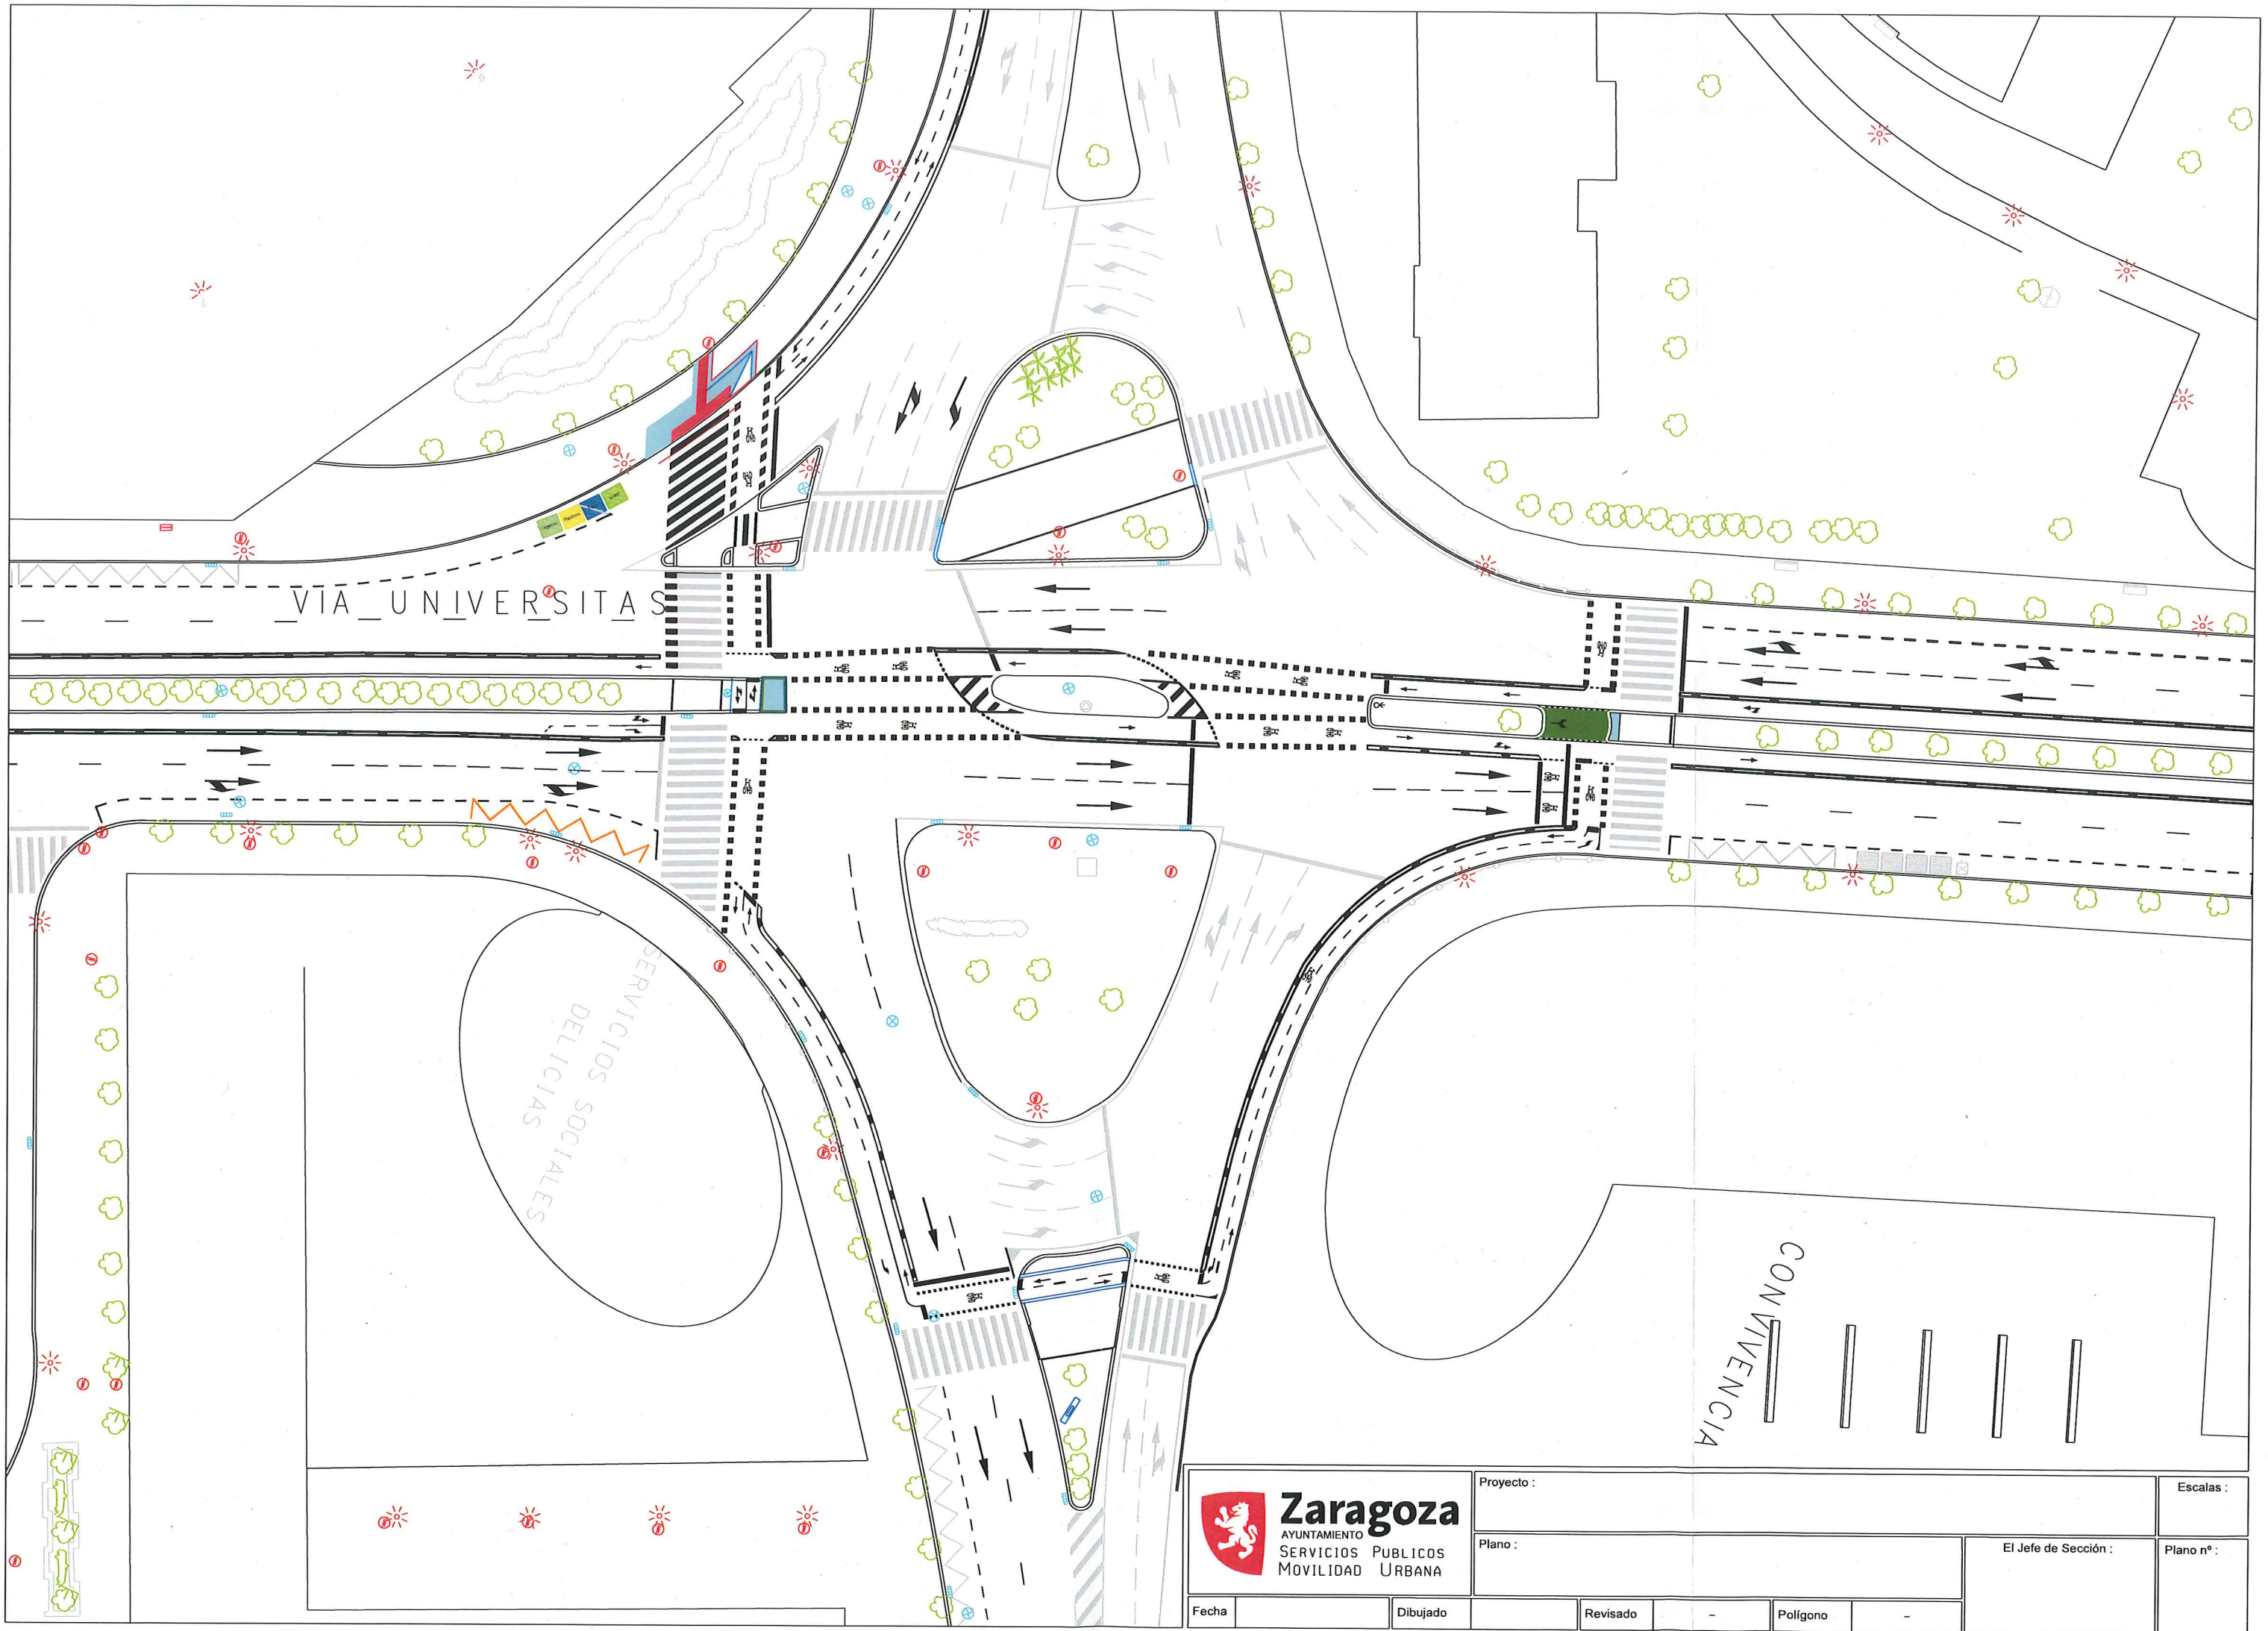 VIA UNIVERSITAS
SERVICIOS SOCIALES
DELICIAS
CONVIVENCIA
Zaragoza
AYUNTAMIENTO
SERVICIOS PUBLICOS
MOVILIDAD URBANA
Proyecto :
Escalas :
Plano :
El Jefe de Sección :
Plano nº :
Fecha
Dibujado
Revisado
-
Polígono
-